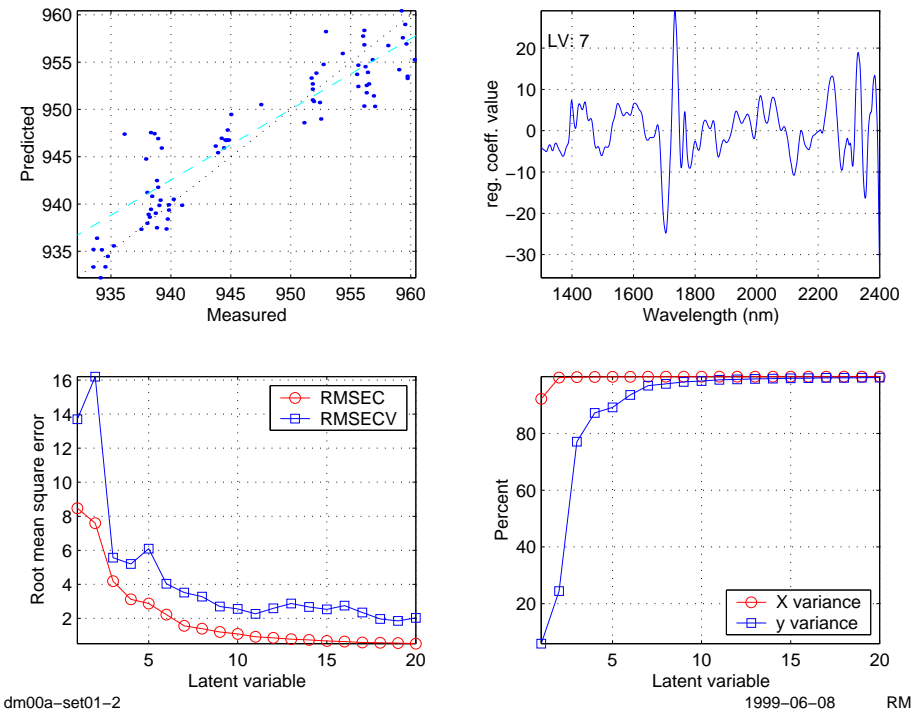 960
955
950
945
940
935
Predicted
935 940 945 950 955 960
Measured
LV: 7
20
10
0
−10
−20
−30
reg. coeff. value
1400 1600 1800 2000 2200 2400
Wavelength (nm)
16
14
12
10
8
6
4
2
Root mean square error
RMSEC
RMSECV
5 10 15 20
Latent variable
80
60
40
20
Percent
X variance
y variance
5 10 15 20
Latent variable
dm00a−set01−2
1999−06−08 RM